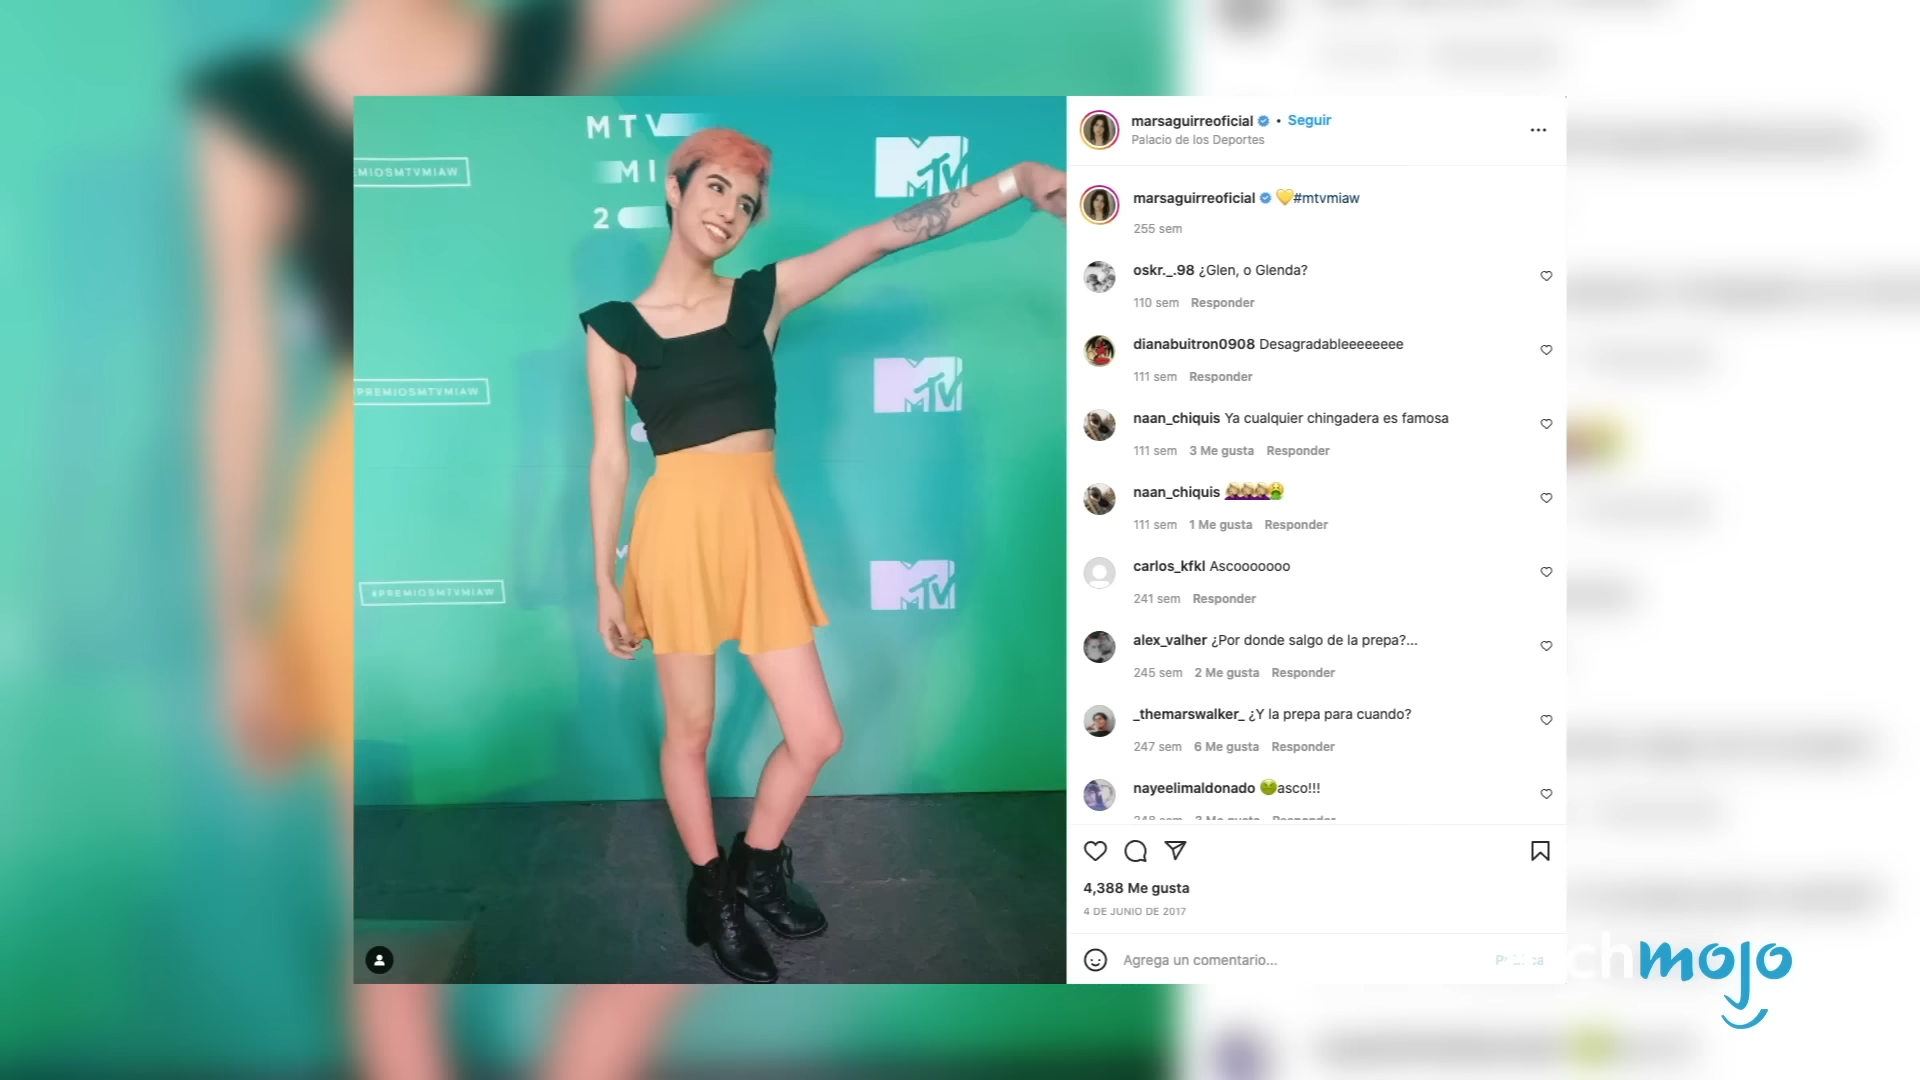 MTV
MI
2
MIOSMTVMIAW
MTV
PREMIOSMTVMIAW
MTV
#PREMIOSMTVMIAW
MTV
marsaguirreoficial • Seguir
Palacio de los Deportes
marsaguirreoficial 💛#mtvmiaw
255 sem
oskr._.98 ¿Glen, o Glenda?
110 sem Responder
dianabuitron0908 Desagradableeeeeeee
111 sem Responder
naan_chiquis Ya cualquier chingadera es famosa
111 sem 3 Me gusta Responder
naan_chiquis
111 sem 1 Me gusta Responder
carlos_kfkl Ascooooooo
241 sem Responder
alex_valher ¿Por donde salgo de la prepa?...
245 sem 2 Me gusta Responder
_themarswalker_ ¿Y la prepa para cuando?
247 sem 6 Me gusta Responder
nayeelimaldonado 🤢asco!!!
4,388 Me gusta
4 DE JUNIO DE 2017
Agrega un comentario...
chmojo